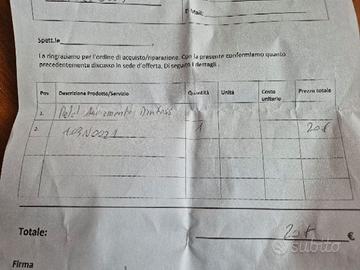 E-Mail:
Spett.le
La ringraziamo per l'ordine di acquisto/riparazione. Con la presente confermiamo quanto
precedentemente discusso in sede d'offerta. Di seguito i dettagli.
Pos Descrizione Prodotto/Servizio Quantità Unità Costo unitario Prezzo totale
1.
2. 103N0021 1 20€
Totale: 20€ €
Firma
subito